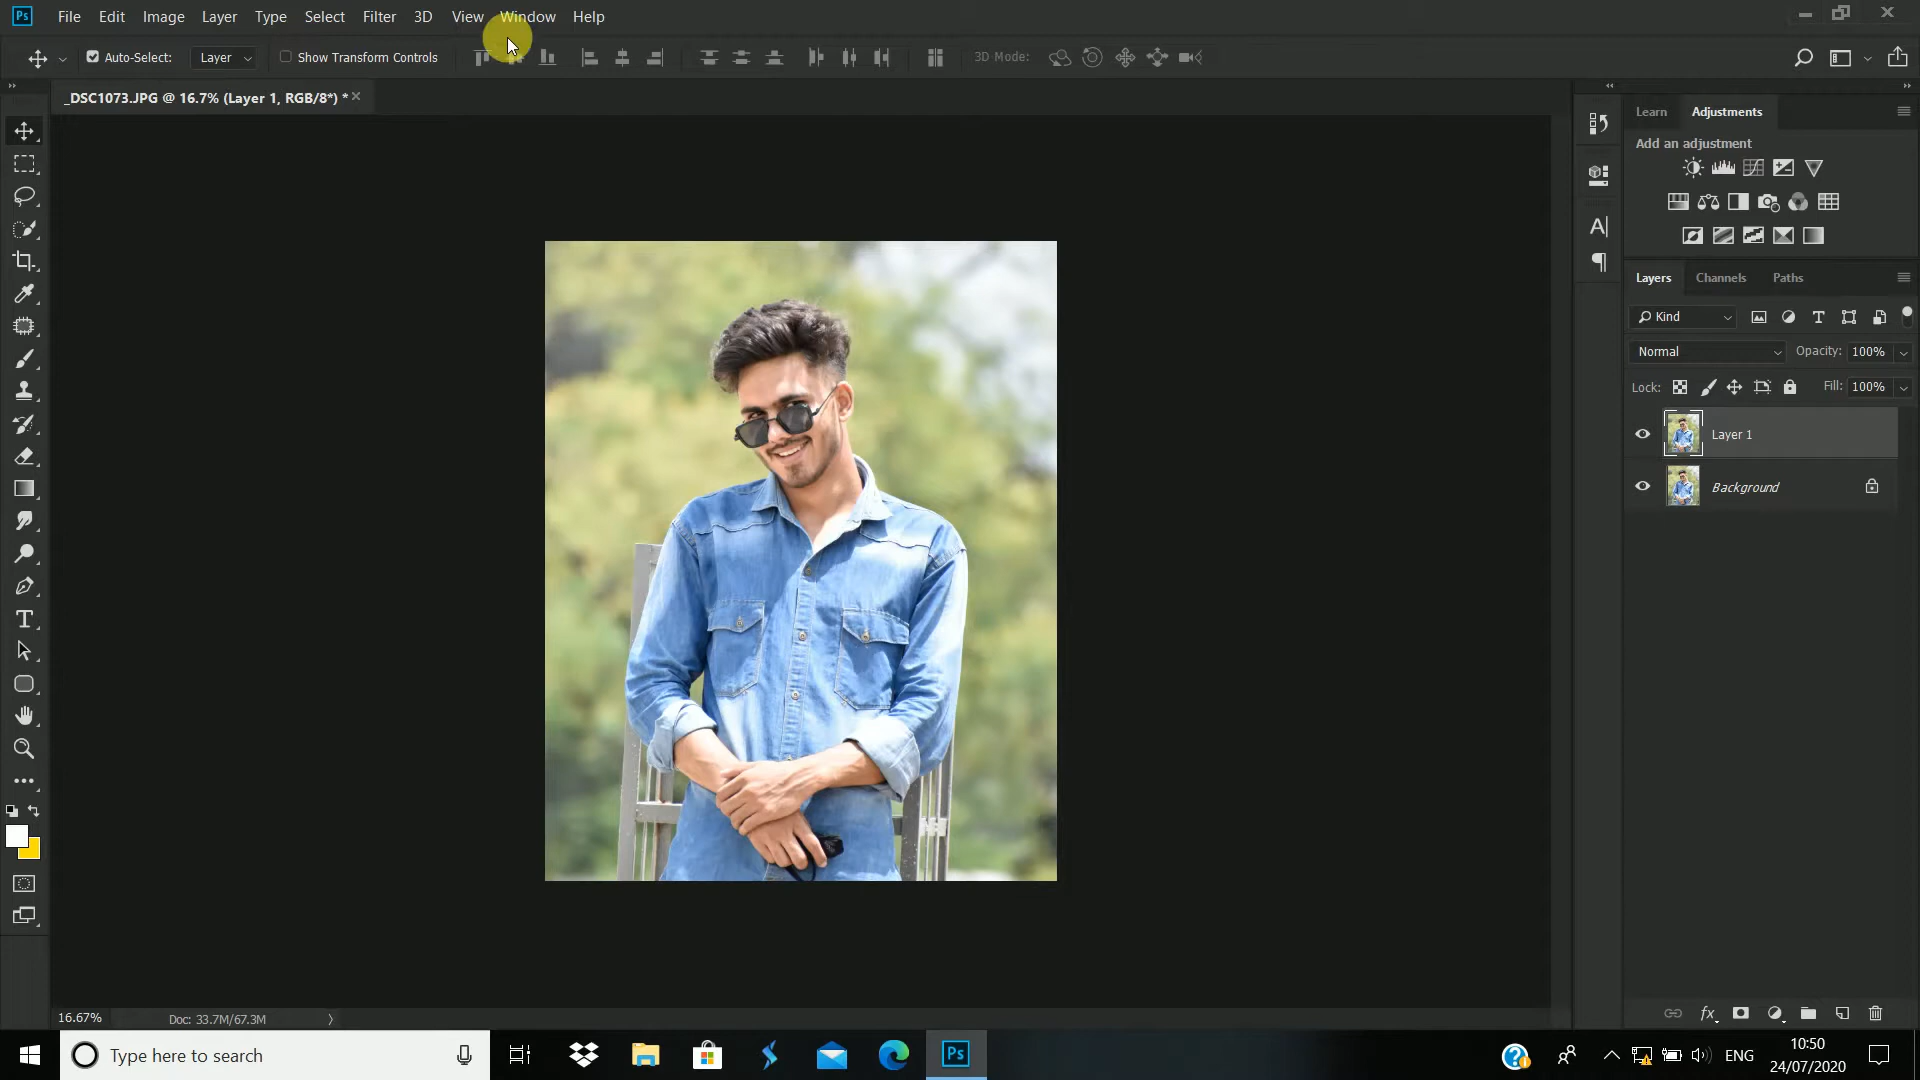 Ps File Edit Image Layer Type Select Filter 3D View Window Help
Auto-Select: Layer Show Transform Controls 3D Mode:
_DSC1073.JPG @ 16.7% (Layer 1, RGB/8*) *
Learn Adjustments
Add an adjustment
Layers Channels Paths
Kind
Normal Opacity: 100%
Lock: Fill: 100%
Layer 1
Background
16.67% Doc: 33.7M/67.3M
Type here to search
Ps
ENG
10:50
24/07/2020